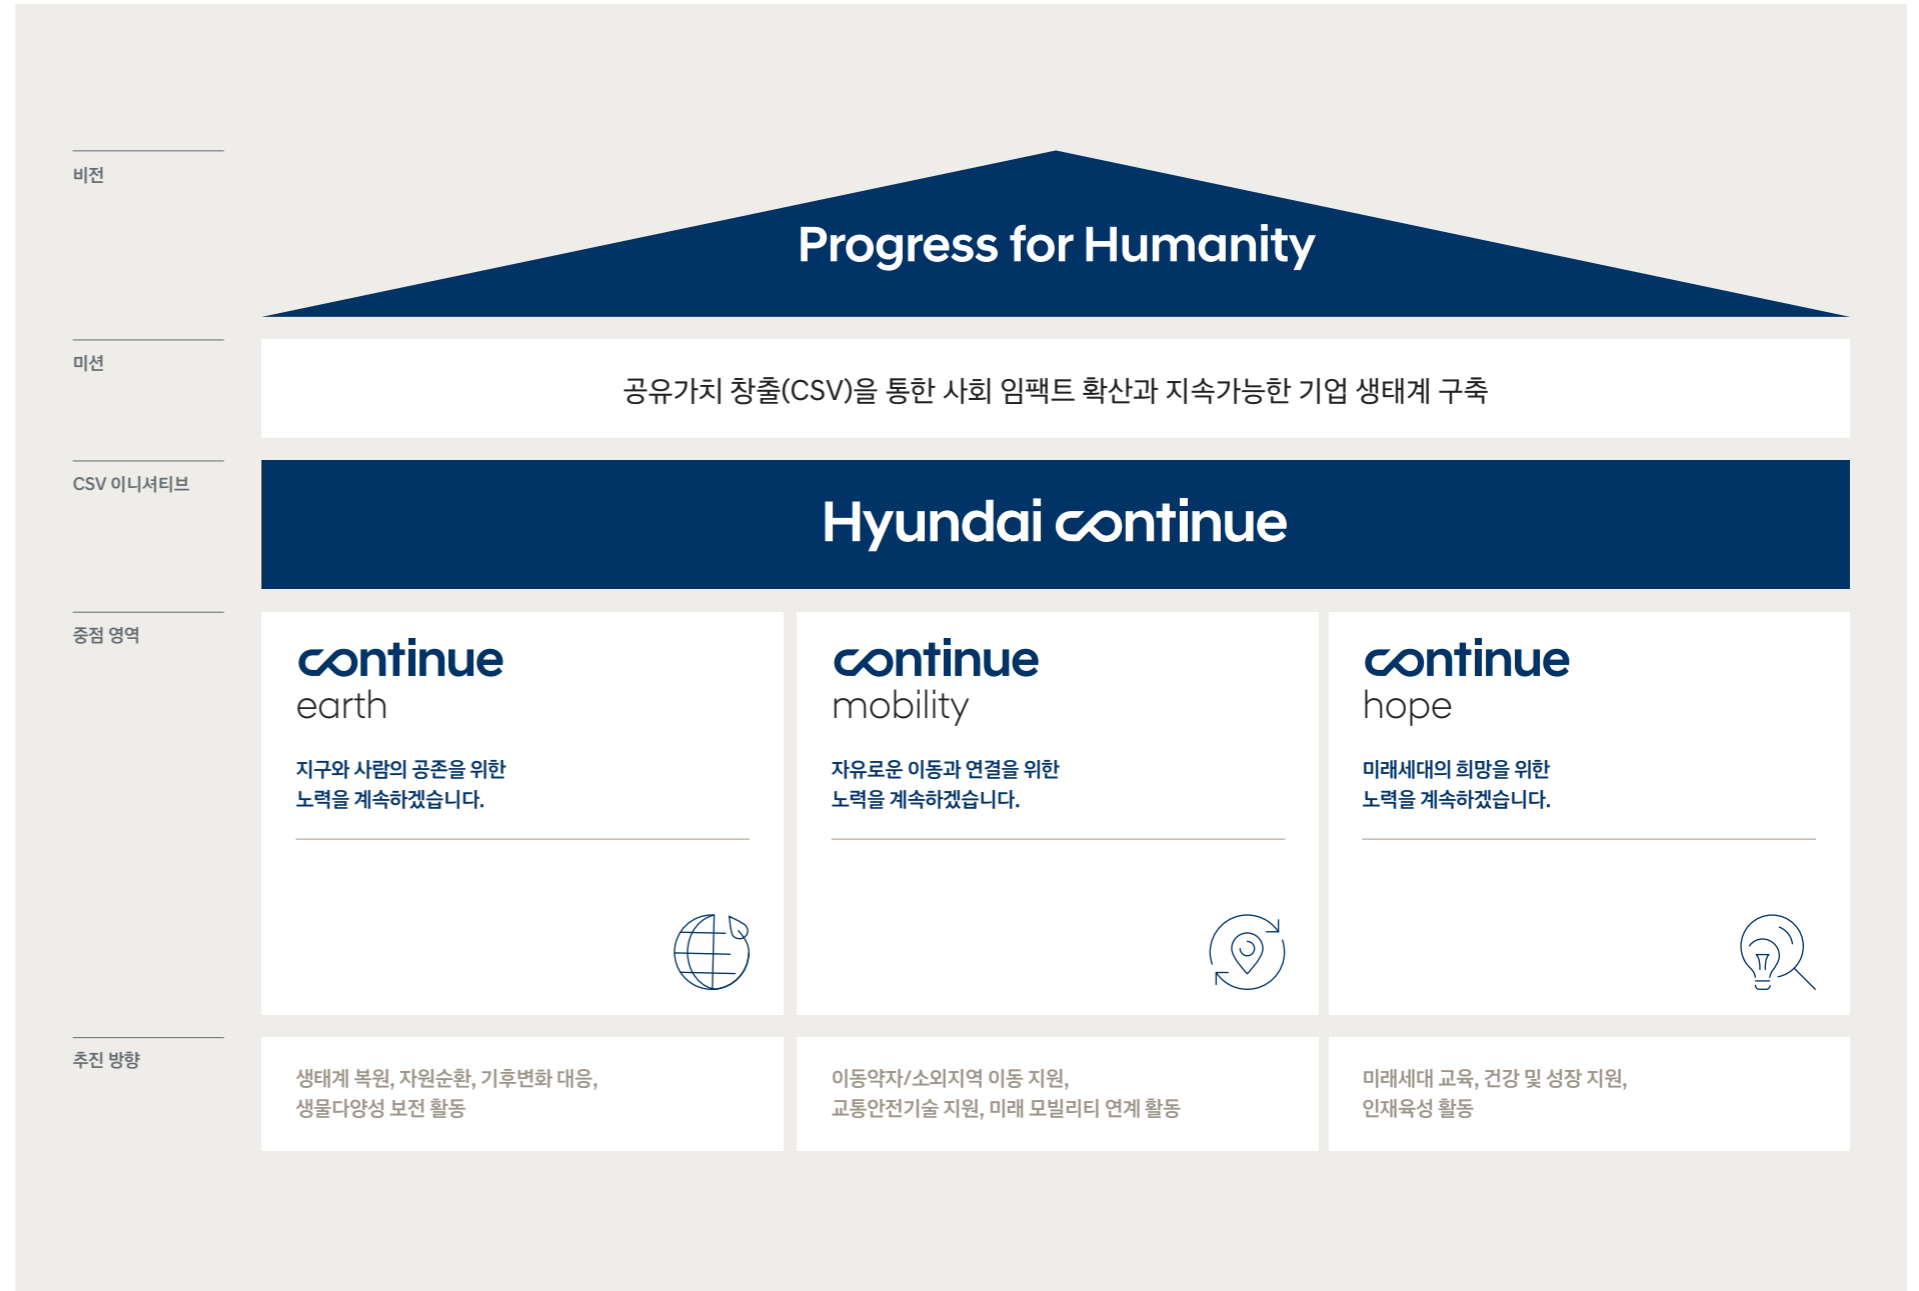 비전
Progress for Humanity
미션
공유가치 창출(CSV)을 통한 사회 임팩트 확산과 지속가능한 기업 생태계 구축
CSV 이니셔티브
Hyundai continue
중점 영역
continue
earth
지구와 사람의 공존을 위한
노력을 계속하겠습니다.
continue
mobility
자유로운 이동과 연결을 위한
노력을 계속하겠습니다.
continue
hope
미래세대의 희망을 위한
노력을 계속하겠습니다.
추진 방향
생태계 복원, 자원순환, 기후변화 대응,
생물다양성 보전 활동
이동약자/소외지역 이동 지원,
교통안전기술 지원, 미래 모빌리티 연계 활동
미래세대 교육, 건강 및 성장 지원,
인재육성 활동